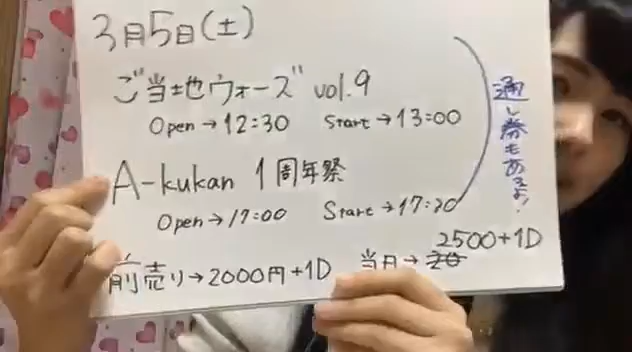 3月5日(土)
ご当地ウォーズ vol.9
Open→12:30 Start→13:00
A-kukan 1周年祭
Open→17:00 Start→17:30
前売り→2000円+1D 当日→2500+1D
通し券もあるよ!